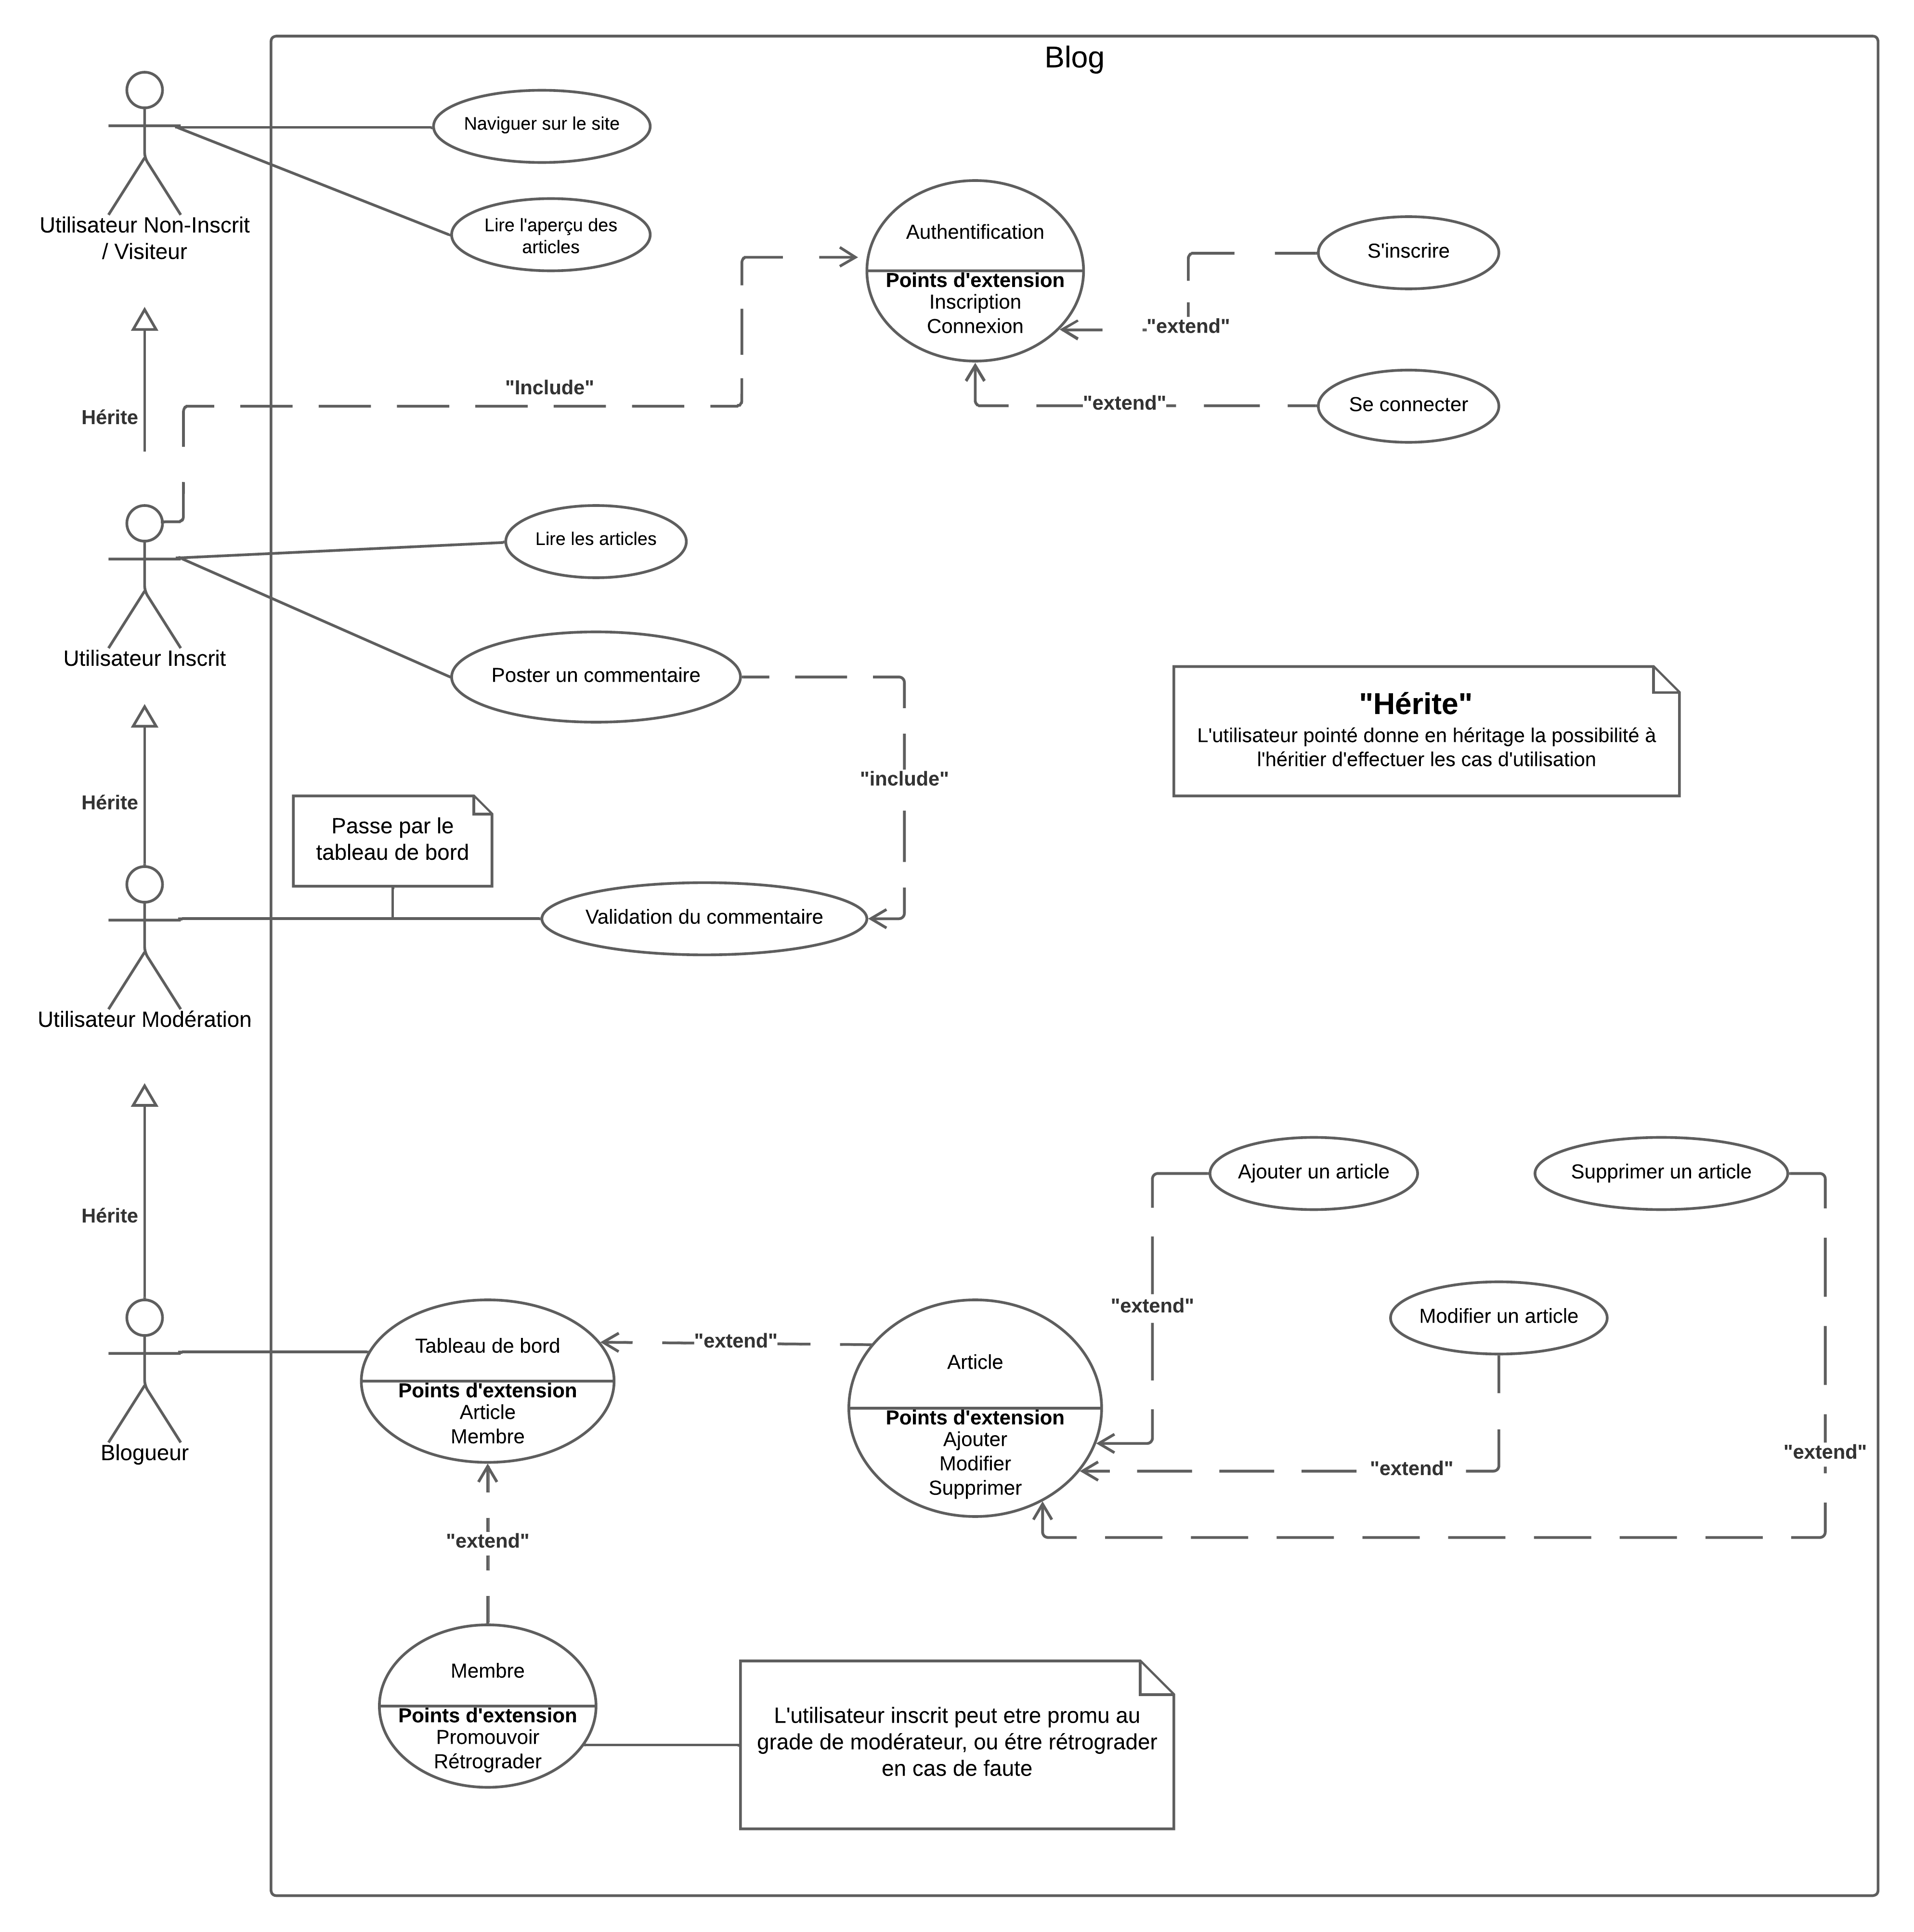 Blog
Naviguer sur le site
Utilisateur Non-Inscrit
/ Visiteur
Lire l'aperçu des
articles
Authentification
Points d'extension
Inscription
Connexion
S'inscrire
"extend"
Se connecter
"extend"
"Include"
Hérite
Lire les articles
Utilisateur Inscrit
Poster un commentaire
"Hérite"
L'utilisateur pointé donne en héritage la possibilité à
l'héritier d'effectuer les cas d'utilisation
"include"
Hérite
Passe par le
tableau de bord
Validation du commentaire
Utilisateur Modération
Ajouter un article
Supprimer un article
Hérite
"extend"
Modifier un article
Tableau de bord
Points d'extension
Article
Membre
"extend"
Article
Points d'extension
Ajouter
Modifier
Supprimer
Blogueur
"extend"
"extend"
"extend"
Membre
Points d'extension
Promouvoir
Rétrograder
L'utilisateur inscrit peut etre promu au
grade de modérateur, ou étre rétrograder
en cas de faute